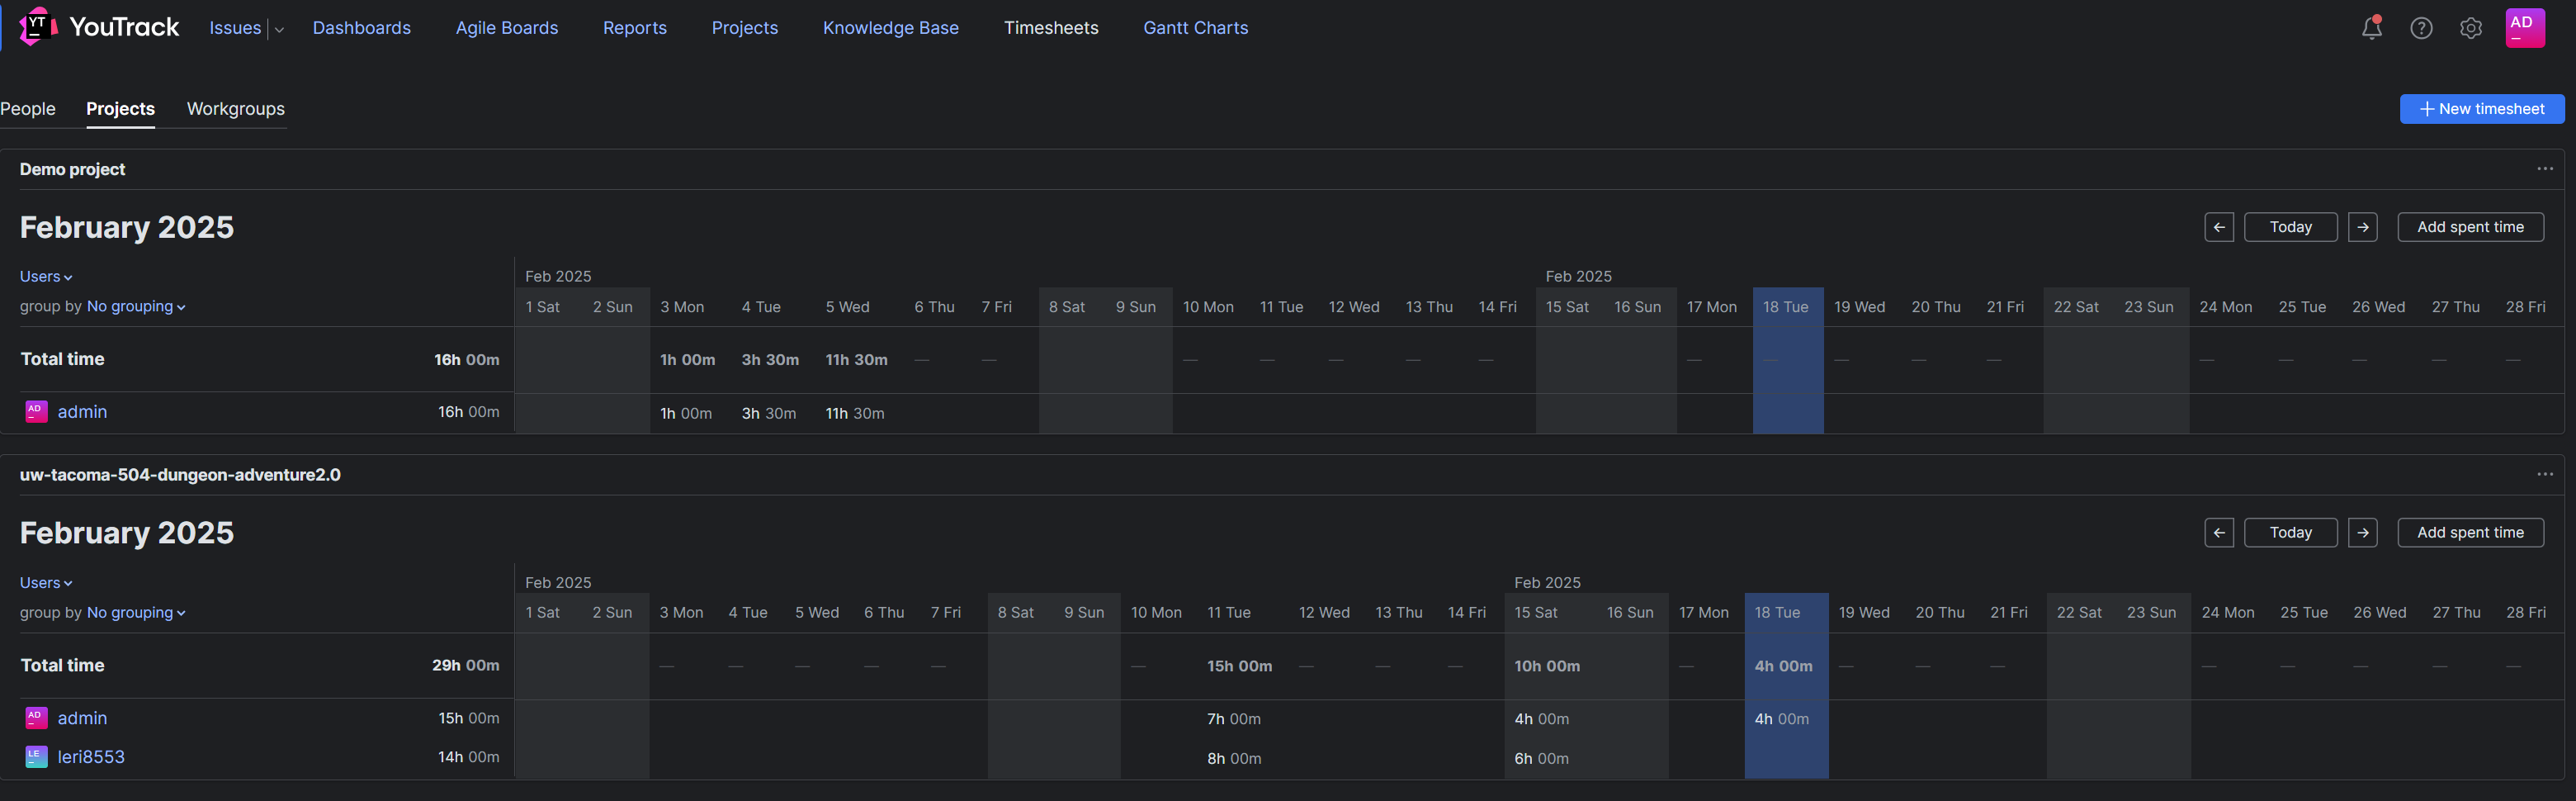 YT YouTrack Issues Dashboards Agile Boards Reports Projects Knowledge Base Timesheets Gantt Charts AD
People Projects Workgroups + New timesheet
Demo project ...
February 2025 ← Today → Add spent time
Users Feb 2025 Feb 2025
group by No grouping 1 Sat 2 Sun 3 Mon 4 Tue 5 Wed 6 Thu 7 Fri 8 Sat 9 Sun 10 Mon 11 Tue 12 Wed 13 Thu 14 Fri 15 Sat 16 Sun 17 Mon 18 Tue 19 Wed 20 Thu 21 Fri 22 Sat 23 Sun 24 Mon 25 Tue 26 Wed 27 Thu 28 Fri
Total time 16h 00m 1h 00m 3h 30m 11h 30m — — — — — — — — — — — — — — — — —
AD admin 16h 00m 1h 00m 3h 30m 11h 30m
uw-tacoma-504-dungeon-adventure2.0 ...
February 2025 ← Today → Add spent time
Users Feb 2025 Feb 2025
group by No grouping 1 Sat 2 Sun 3 Mon 4 Tue 5 Wed 6 Thu 7 Fri 8 Sat 9 Sun 10 Mon 11 Tue 12 Wed 13 Thu 14 Fri 15 Sat 16 Sun 17 Mon 18 Tue 19 Wed 20 Thu 21 Fri 22 Sat 23 Sun 24 Mon 25 Tue 26 Wed 27 Thu 28 Fri
Total time 29h 00m — — — — — — 15h 00m — — — 10h 00m — 4h 00m — — — — — — — —
AD admin 15h 00m 7h 00m 4h 00m 4h 00m
LE leri8553 14h 00m 8h 00m 6h 00m